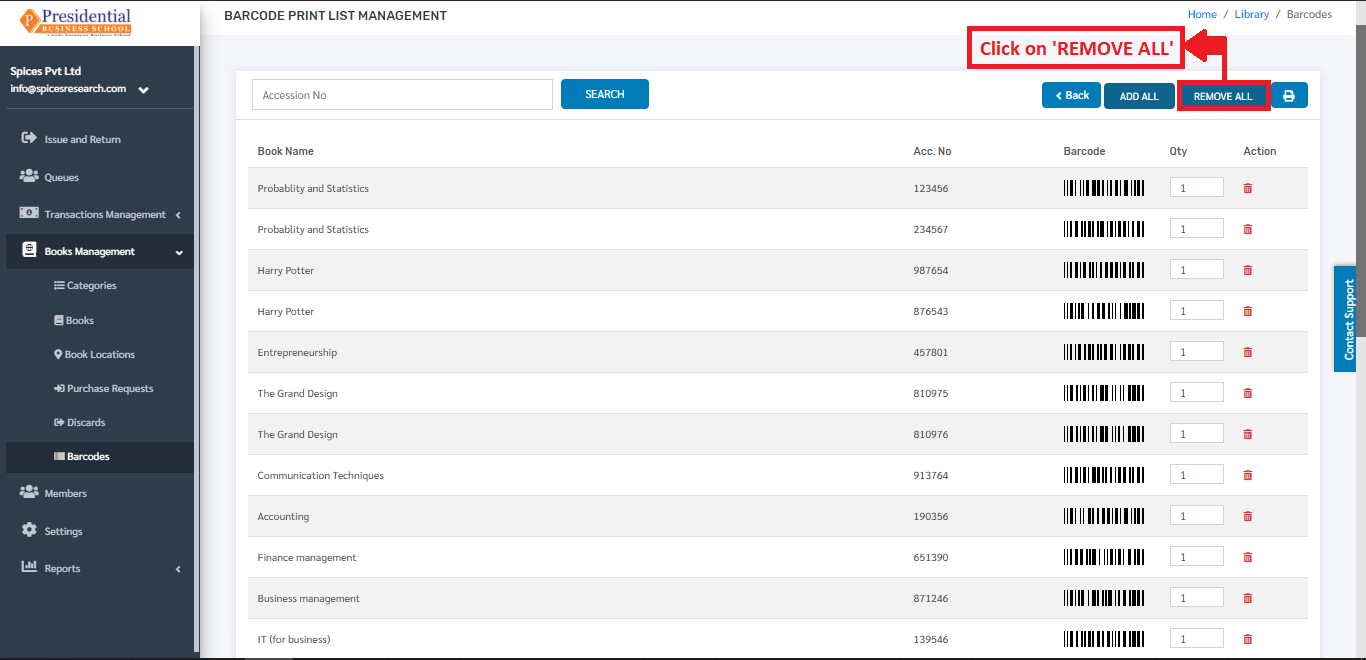 Presidential
BUSINESS SCHOOL
BARCODE PRINT LIST MANAGEMENT
Home / Library / Barcodes
Click on 'REMOVE ALL'
Spices Pvt Ltd
info@spicesresearch.com
Issue and Return
Queues
Transactions Management
Books Management
Categories
Books
Book Locations
Purchase Requests
Discards
Barcodes
Members
Settings
Reports
Accession No SEARCH Back ADD ALL REMOVE ALL
Book Name Acc. No Barcode Qty Action
Probablity and Statistics 123456 1
Probablity and Statistics 234567 1
Harry Potter 987654 1
Harry Potter 876543 1
Entrepreneurship 457801 1
The Grand Design 810975 1
The Grand Design 810976 1
Communication Techniques 913764 1
Accounting 190356 1
Finance management 651390 1
Business management 871246 1
IT (for business) 139546 1
Contact Support